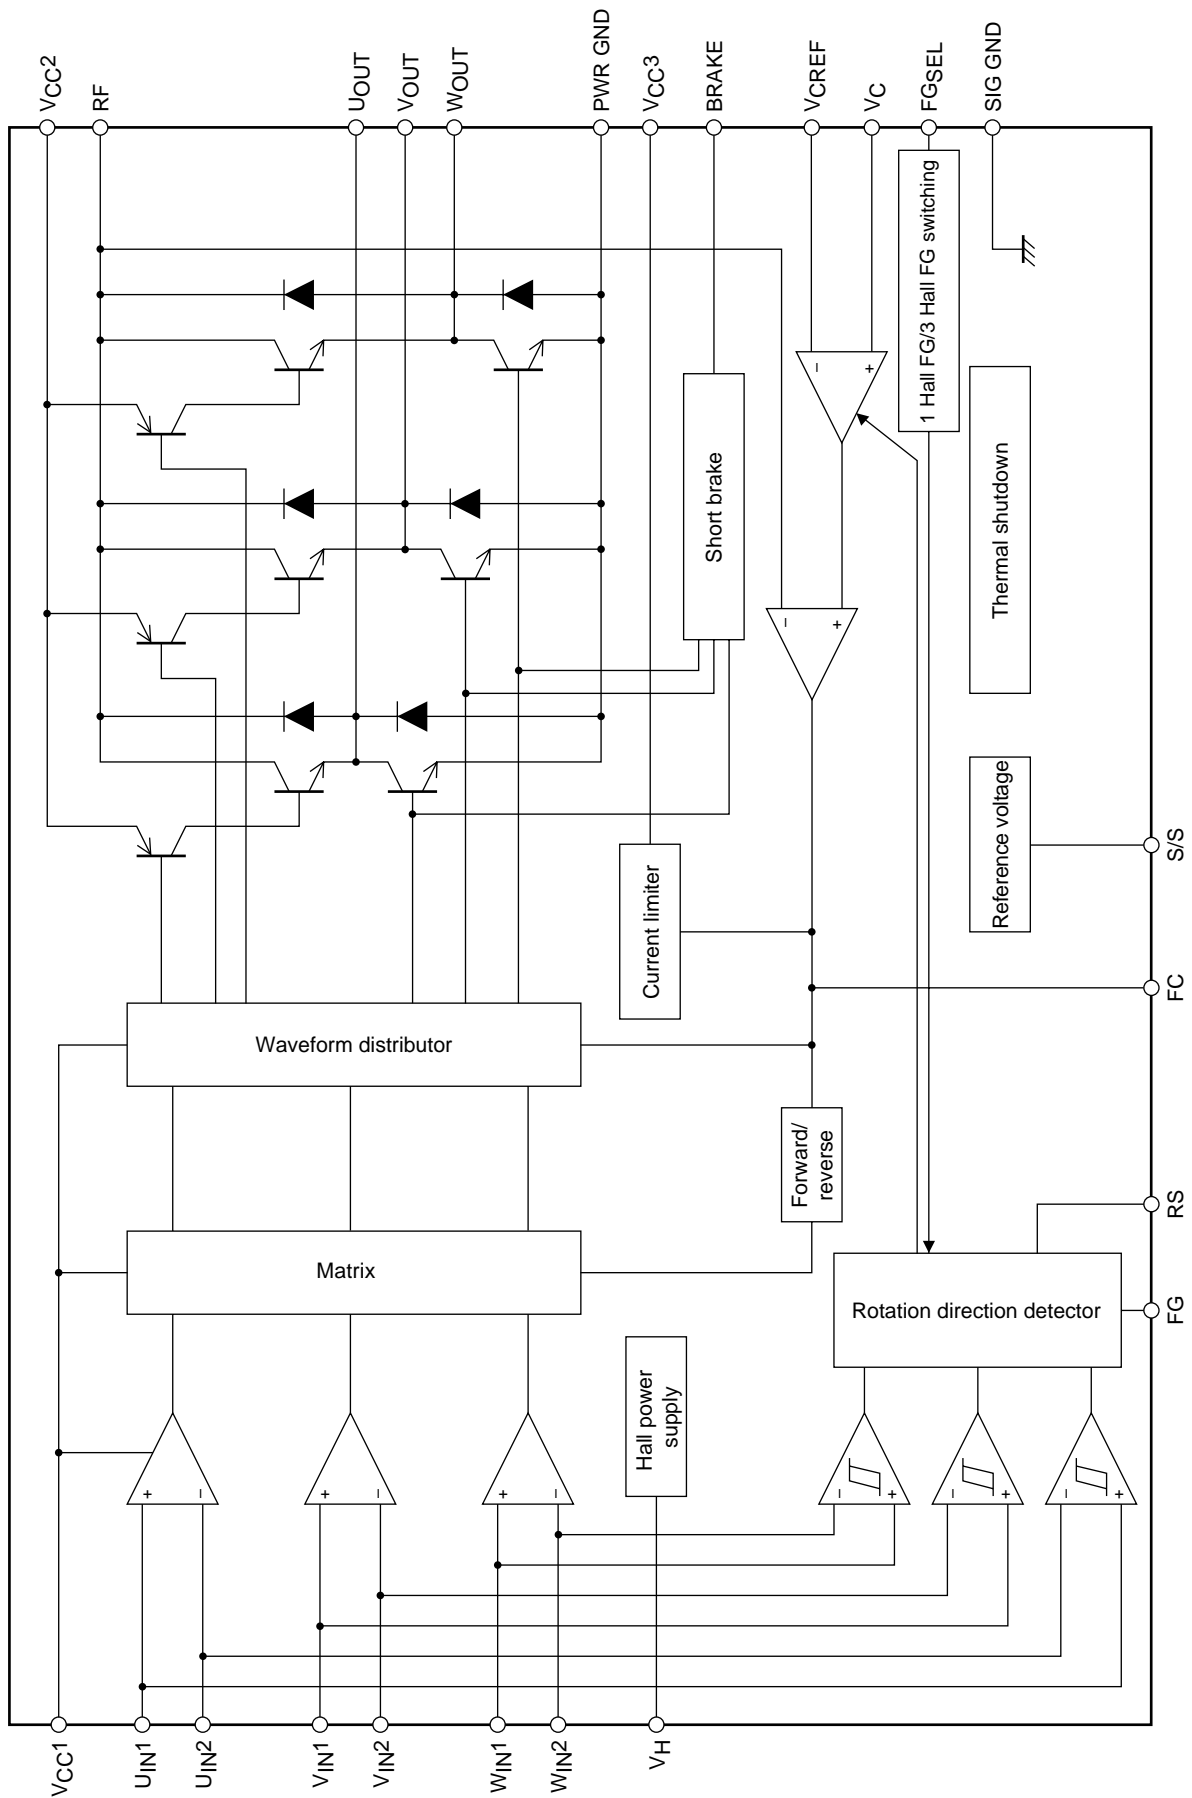 VCC2
RF
UOUT
VOUT
WOUT
PWR GND
VCC3
BRAKE
VCREF
VC
FGSEL
SIG GND
1 Hall FG/3 Hall FG switching
−
+
Short brake
Thermal shutdown
−
+
Reference voltage
S/S
Current limiter
FC
Waveform distributor
Forward/
reverse
RS
Matrix
Rotation direction detector
FG
Hall power
supply
+
−
+
−
+
−
−
+
−
+
−
+
VCC1
UIN1
UIN2
VIN1
VIN2
WIN1
WIN2
VH